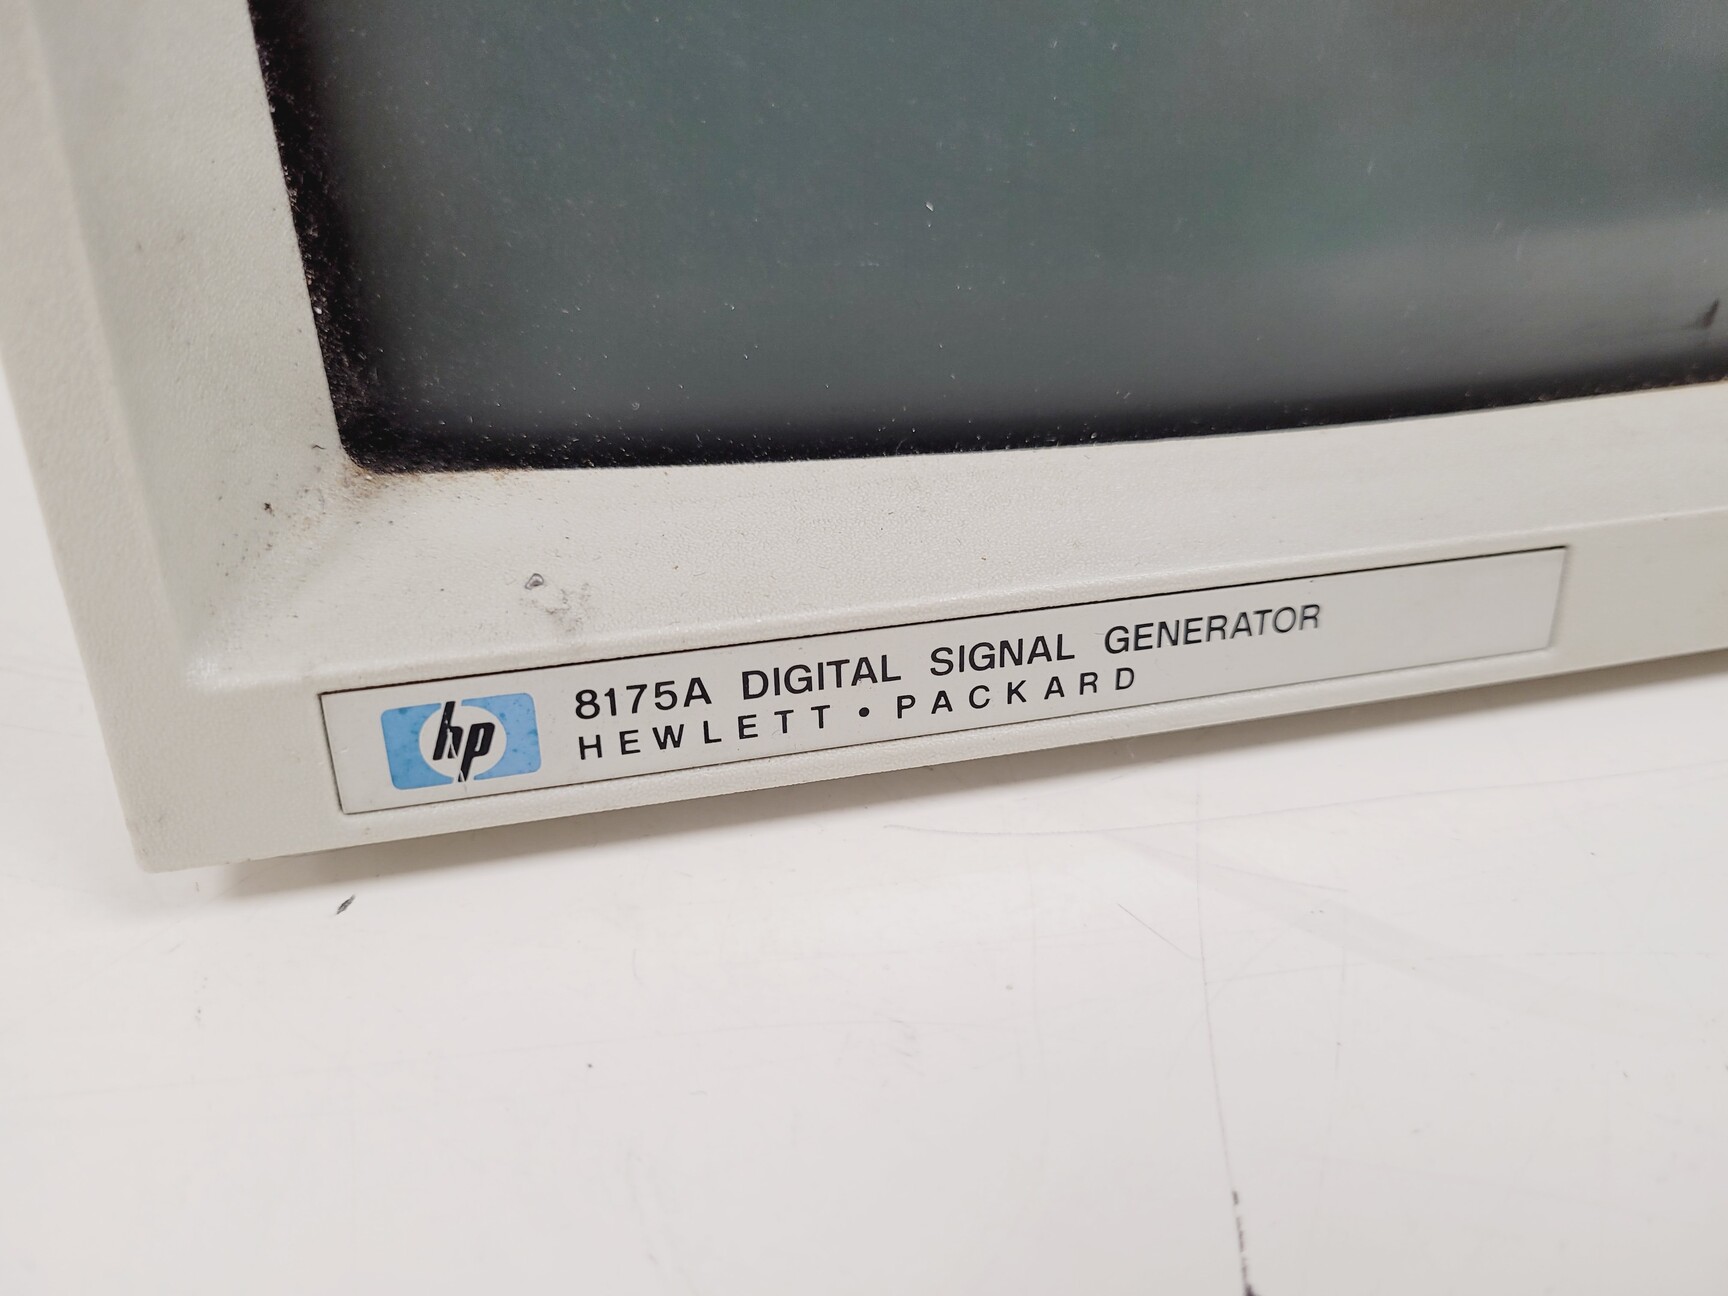 hp
8175A DIGITAL SIGNAL GENERATOR
HEWLETT • PACKARD